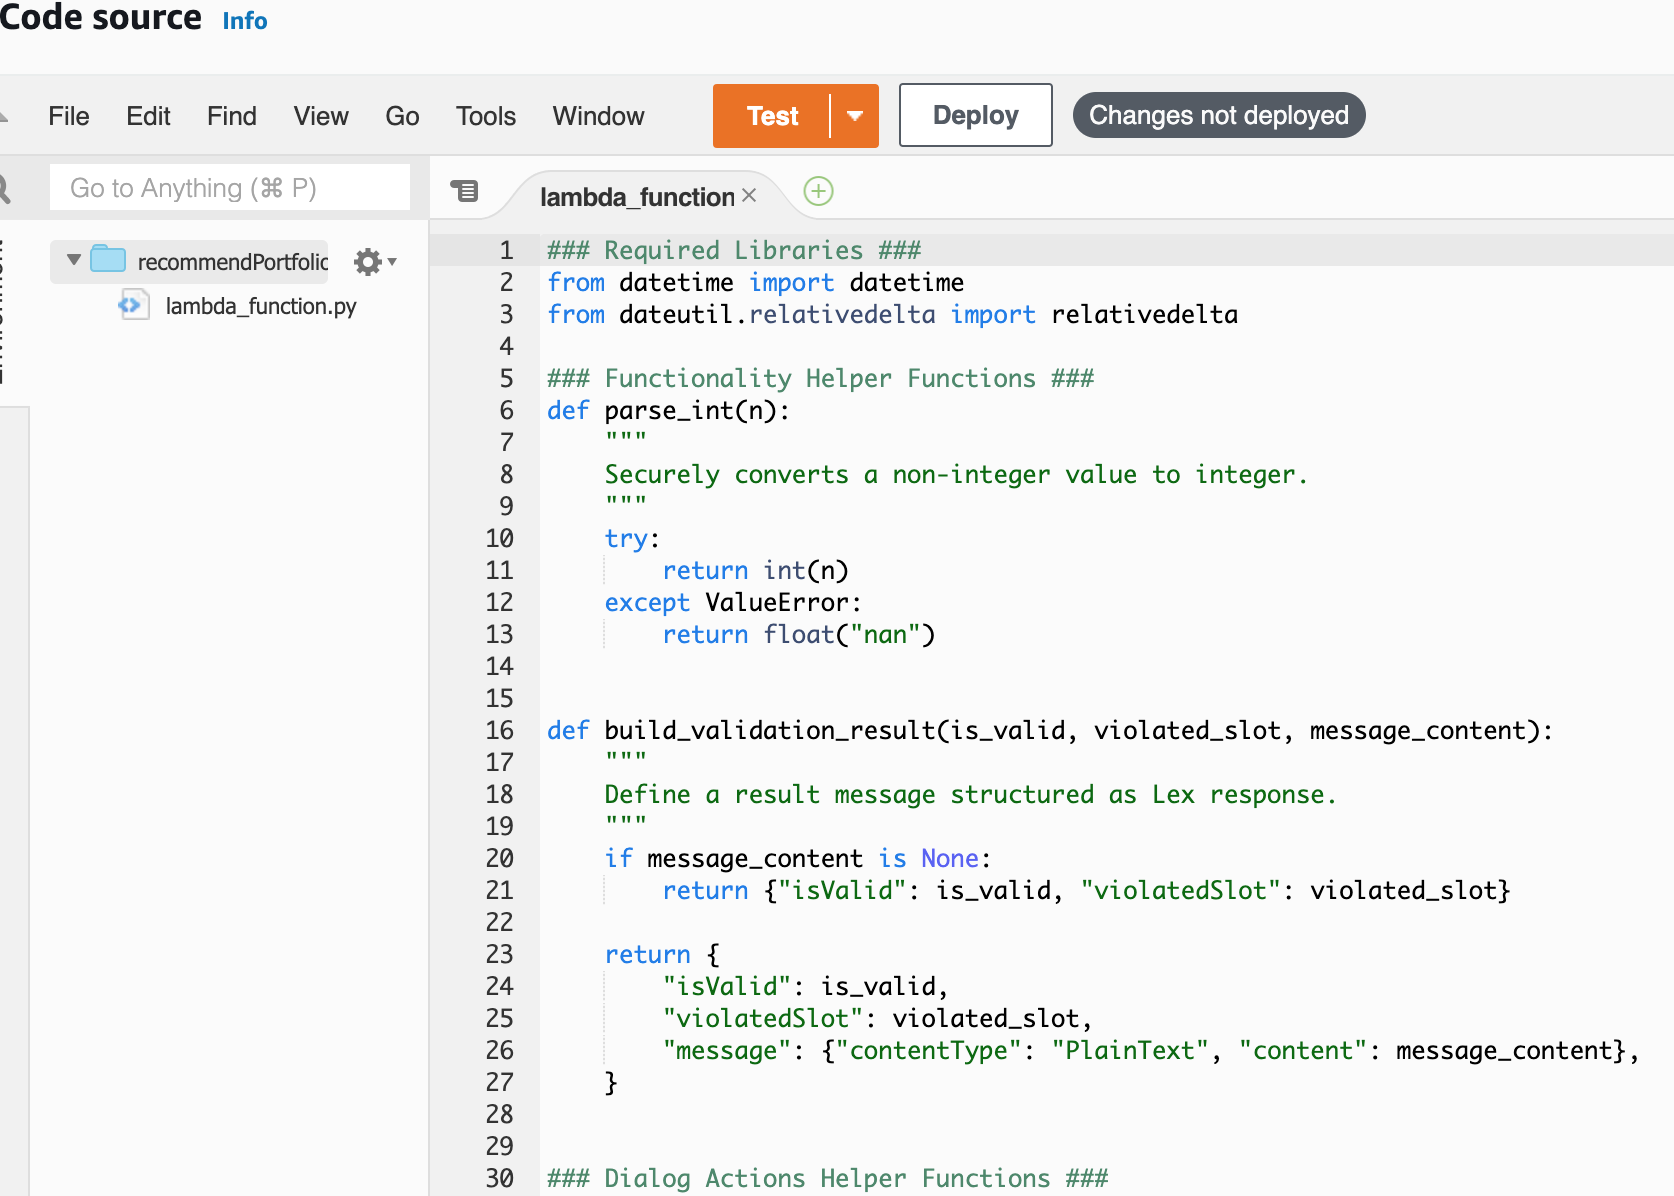 Code source Info
File Edit Find View Go Tools Window Test Deploy Changes not deployed
Go to Anything (⌘ P)
lambda_function ×
recommendPortfolio
lambda_function.py
1 ### Required Libraries ###
2 from datetime import datetime
3 from dateutil.relativedelta import relativedelta
4
5 ### Functionality Helper Functions ###
6 def parse_int(n):
7     """
8     Securely converts a non-integer value to integer.
9     """
10     try:
11         return int(n)
12     except ValueError:
13         return float("nan")
14
15
16 def build_validation_result(is_valid, violated_slot, message_content):
17     """
18     Define a result message structured as Lex response.
19     """
20     if message_content is None:
21         return {"isValid": is_valid, "violatedSlot": violated_slot}
22
23     return {
24         "isValid": is_valid,
25         "violatedSlot": violated_slot,
26         "message": {"contentType": "PlainText", "content": message_content},
27     }
28
29
30 ### Dialog Actions Helper Functions ###